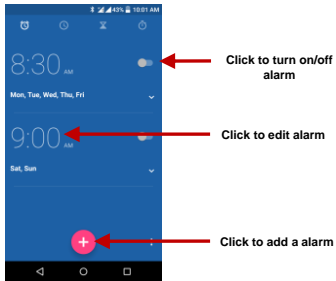 43% 10:01 AM
8:30 AM
Click to turn on/off
alarm
Mon, Tue, Wed, Thu, Fri
9:00 AM
Click to edit alarm
Sat, Sun
Click to add a alarm